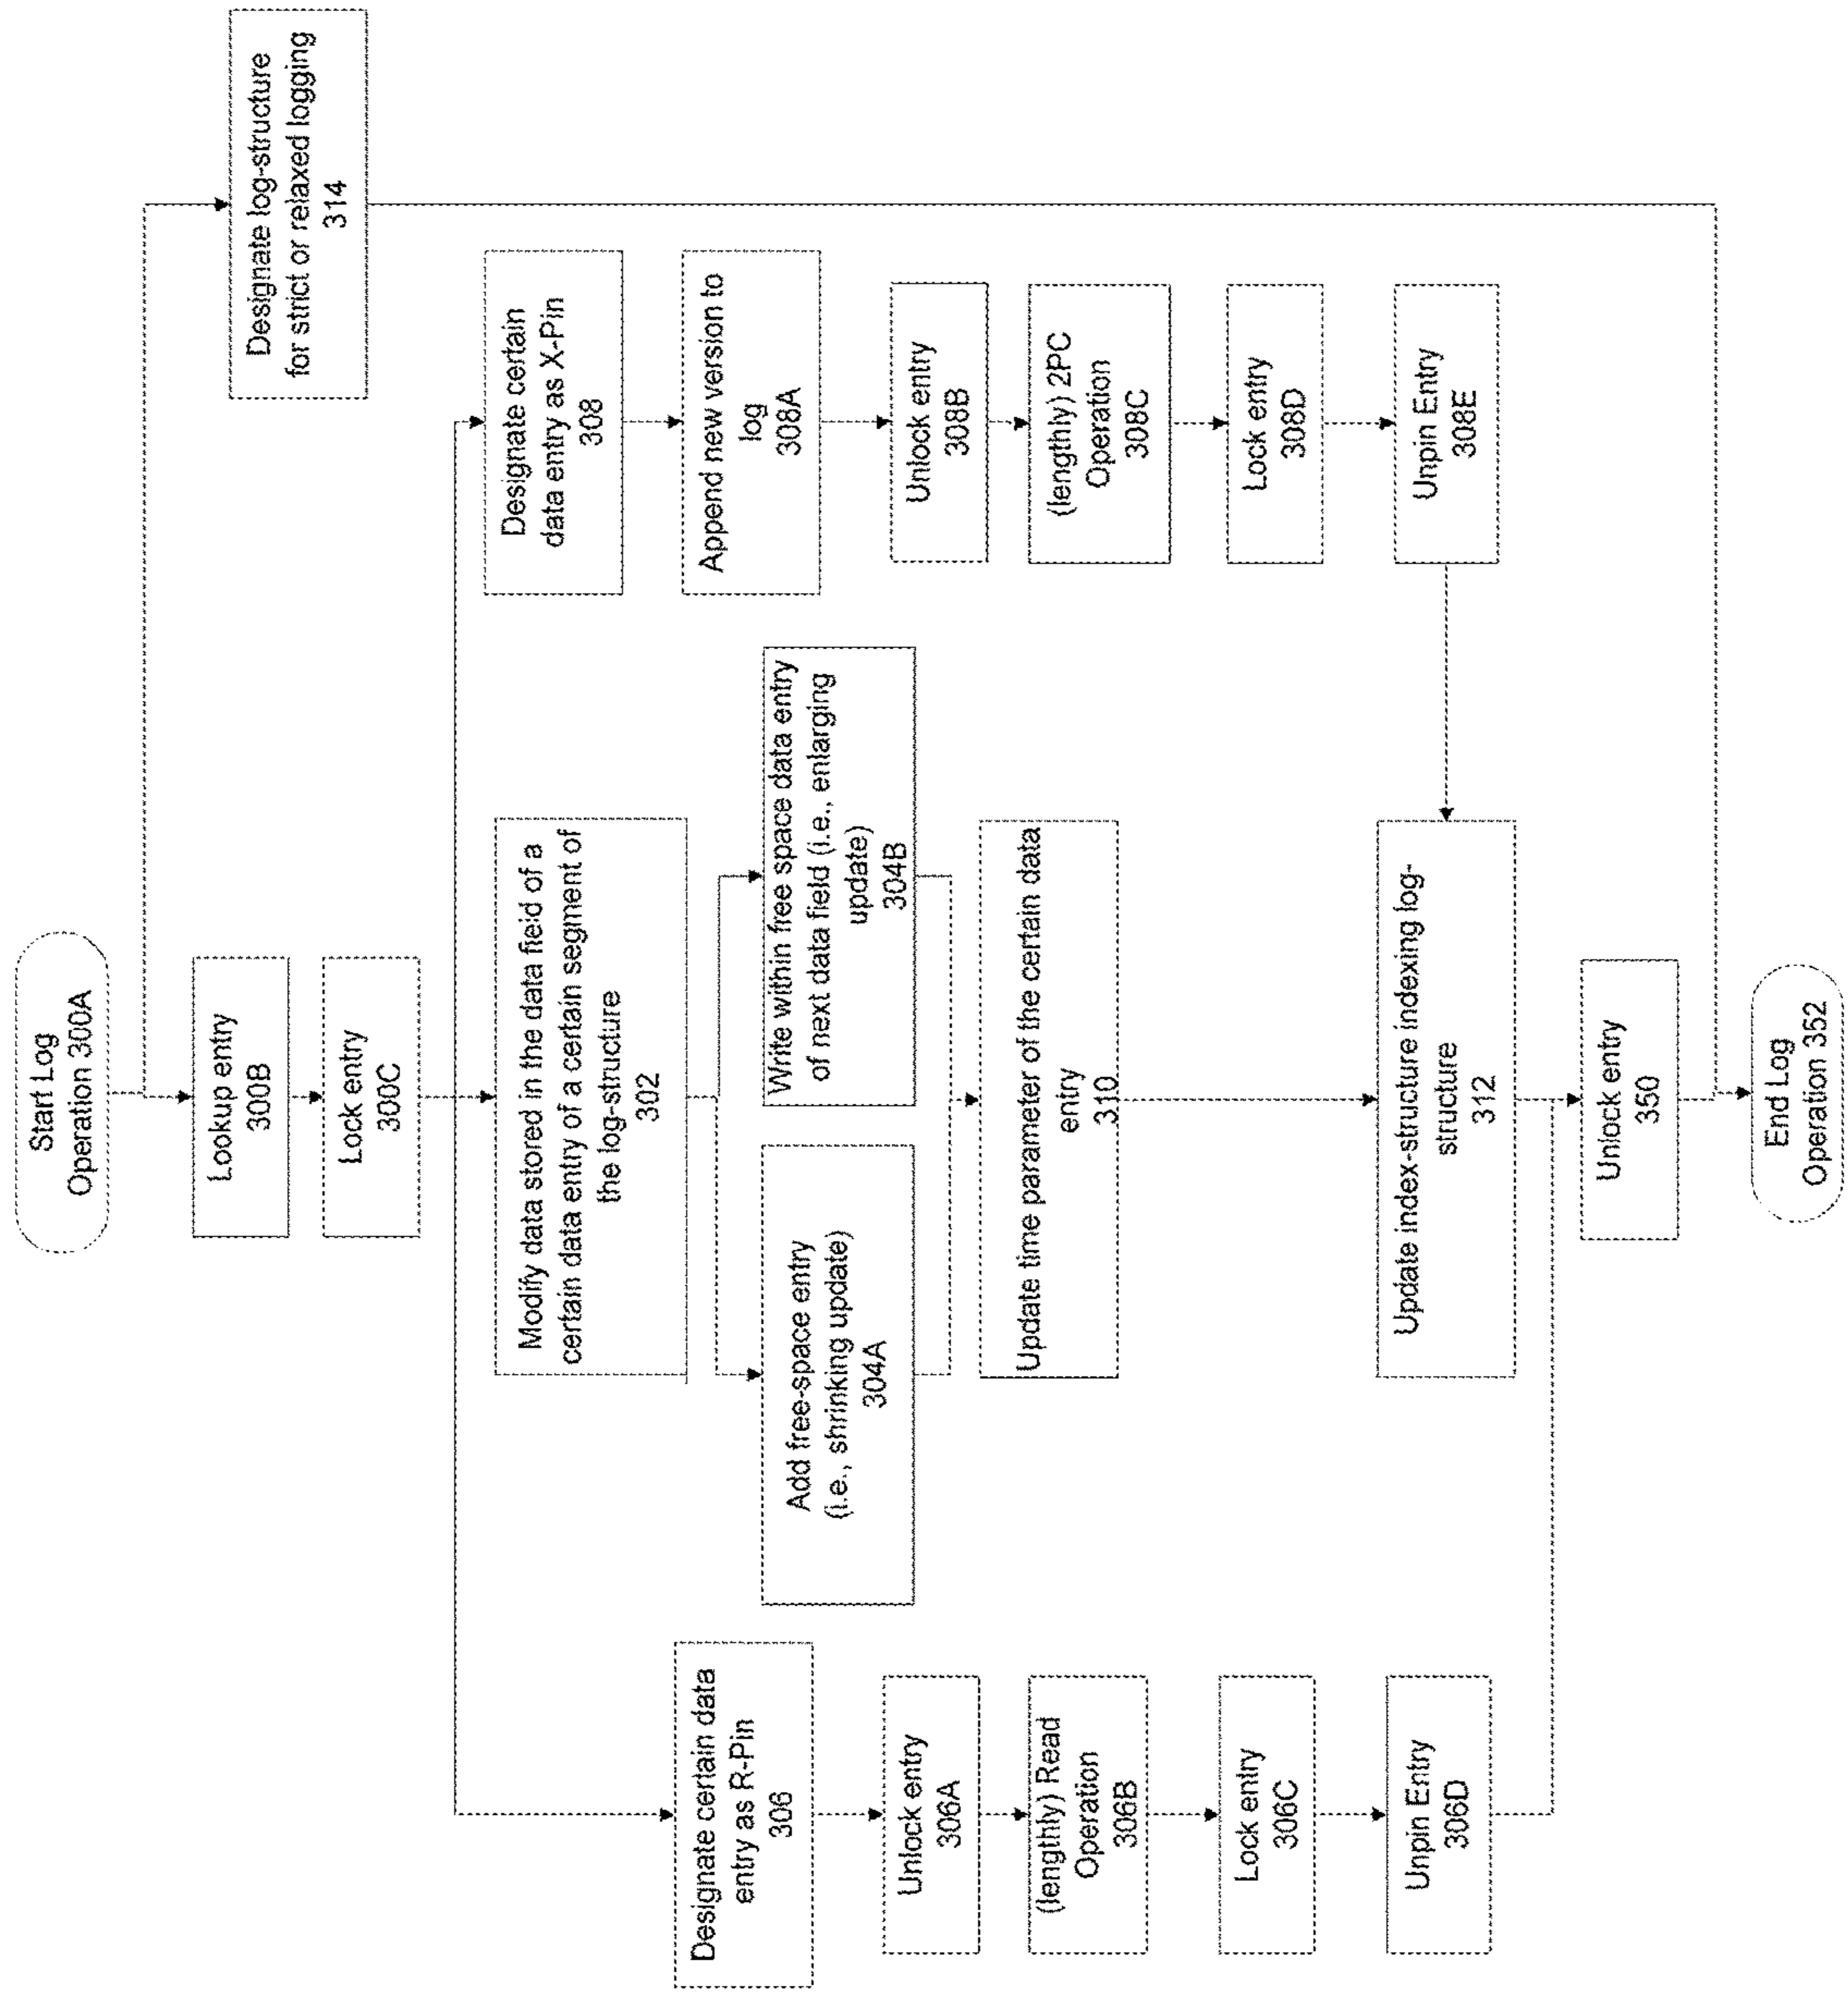 Start Log
Operation 300A
Designate log-structure
for strict or relaxed logging
314
Lookup entry
300B
Lock entry
300C
Designate certain data
entry as R-Pin
306
Unlock entry
306A
(lengthly) Read
Operation
306B
Lock entry
306C
Unpin Entry
306D
Modify data stored in the data field of a
certain data entry of a certain segment of
the log-structure
302
Add free-space entry
(i.e., shrinking update)
304A
Write within free space data entry
of next data field (i.e., enlarging
update)
304B
Update time parameter of the certain data
entry
310
Designate certain
data entry as X-Pin
308
Append new version to
log
308A
Unlock entry
308B
(lengthly) 2PC
Operation
308C
Lock entry
308D
Unpin Entry
308E
Update index-structure indexing log-
structure
312
Unlock entry
350
End Log
Operation 352